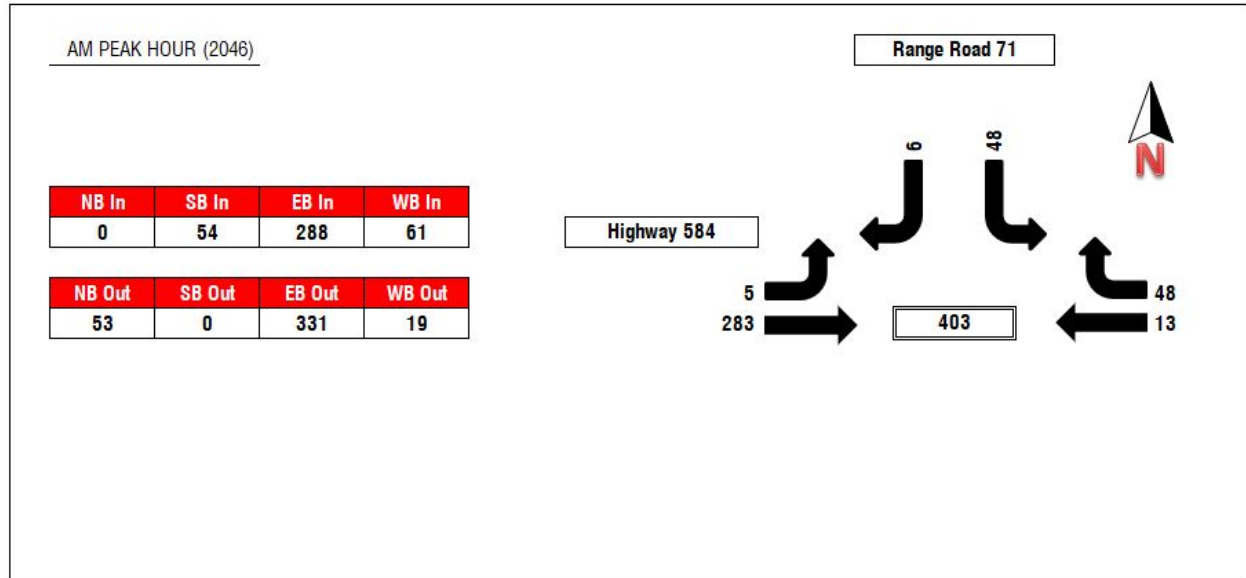 AM PEAK HOUR (2046)
Range Road 71
N
6
48
NB In SB In EB In WB In
0 54 288 61
Highway 584
NB Out SB Out EB Out WB Out
53 0 331 19
5
48
283
403
13